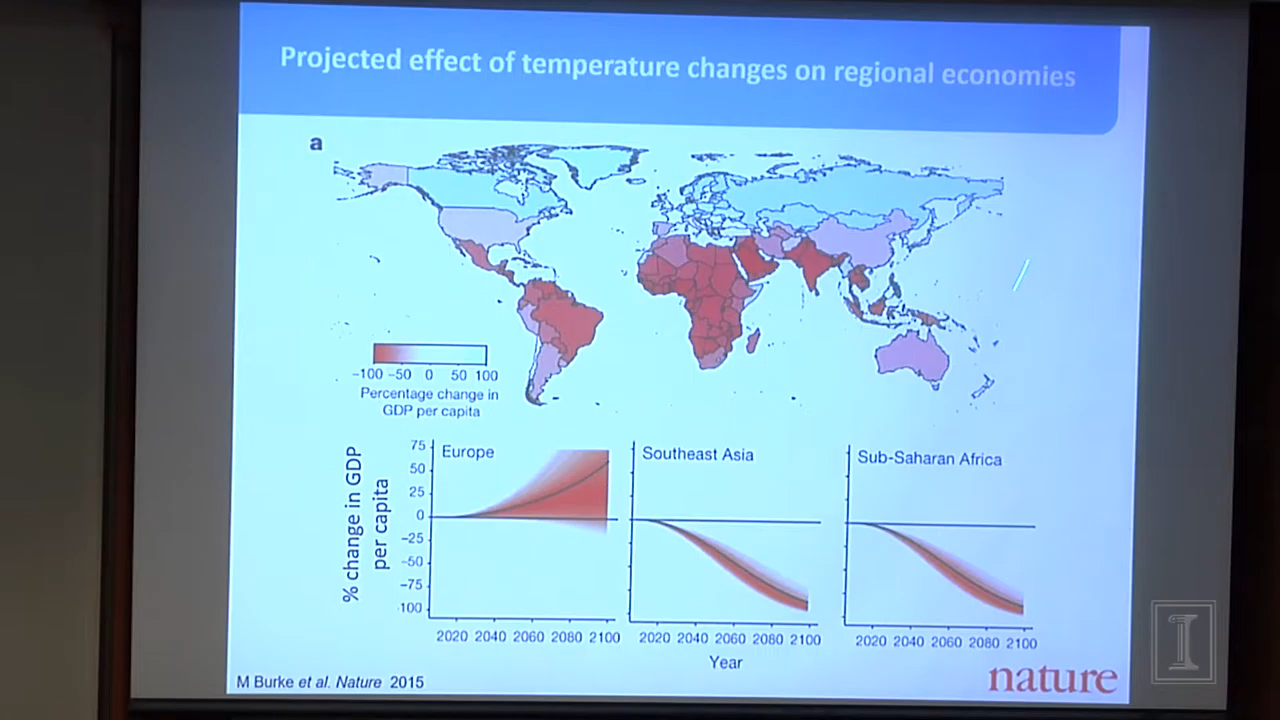 Projected effect of temperature changes on regional economies
a
−100 −50 0 50 100
Percentage change in
GDP per capita
% change in GDP
per capita
75
50
25
0
−25
−50
−75
100
Europe
Southeast Asia
Sub-Saharan Africa
2020 2040 2060 2080 2100
2020 2040 2060 2080 2100
2020 2040 2060 2080 2100
Year
M Burke et al. Nature 2015
nature
I